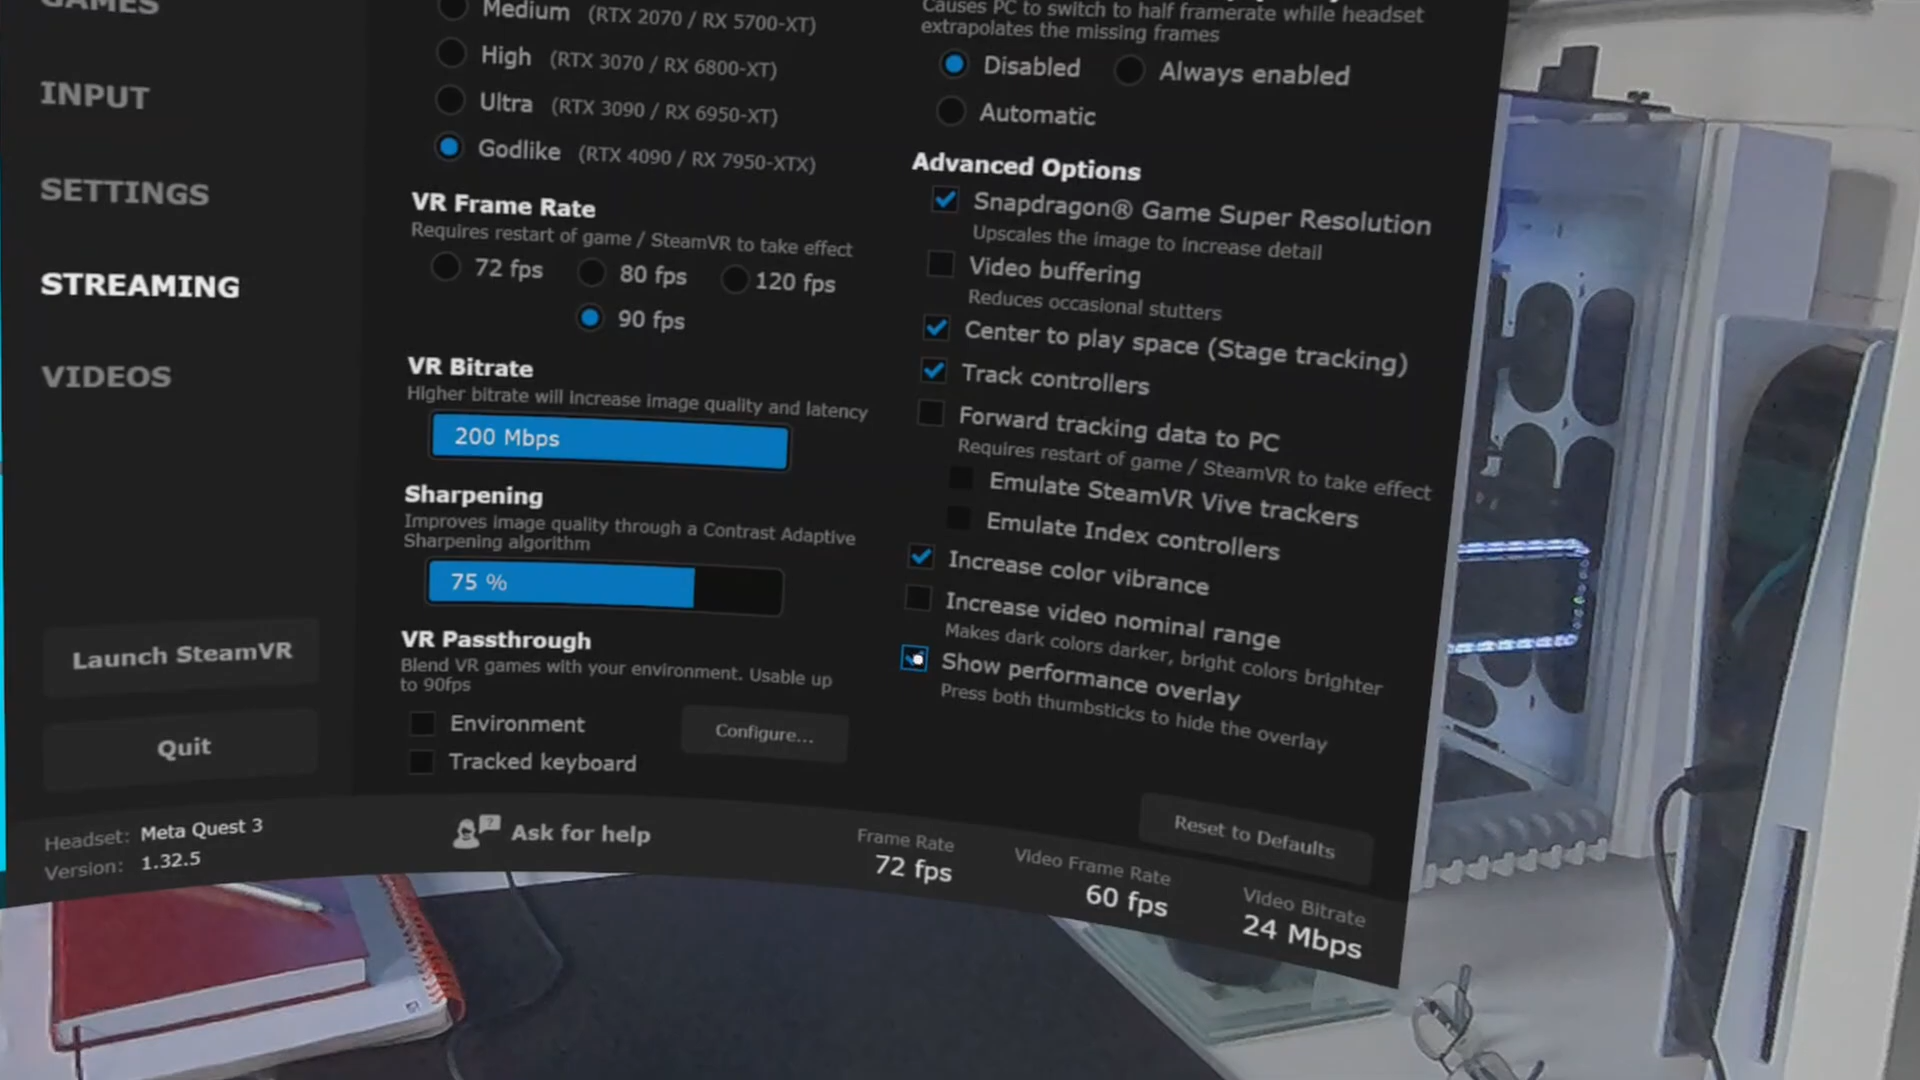 GAMES
INPUT
SETTINGS
STREAMING
VIDEOS
Launch SteamVR
Quit
Headset: Meta Quest 3
Version: 1.32.5
Medium (RTX 2070 / RX 5700-XT)
High (RTX 3070 / RX 6800-XT)
Ultra (RTX 3090 / RX 6950-XT)
Godlike (RTX 4090 / RX 7950-XTX)
VR Frame Rate
Requires restart of game / SteamVR to take effect
72 fps 80 fps 120 fps
90 fps
VR Bitrate
Higher bitrate will increase image quality and latency
200 Mbps
Sharpening
Improves image quality through a Contrast Adaptive
Sharpening algorithm
75 %
VR Passthrough
Blend VR games with your environment. Usable up
to 90fps
Environment
Configure...
Tracked keyboard
Causes PC to switch to half framerate while headset
extrapolates the missing frames
Disabled Always enabled
Automatic
Advanced Options
Snapdragon® Game Super Resolution
Upscales the image to increase detail
Video buffering
Reduces occasional stutters
Center to play space (Stage tracking)
Track controllers
Forward tracking data to PC
Requires restart of game / SteamVR to take effect
Emulate SteamVR Vive trackers
Emulate Index controllers
Increase color vibrance
Increase video nominal range
Makes dark colors darker, bright colors brighter
Show performance overlay
Press both thumbsticks to hide the overlay
Reset to Defaults
Ask for help
Frame Rate
72 fps
Video Frame Rate
60 fps
Video Bitrate
24 Mbps